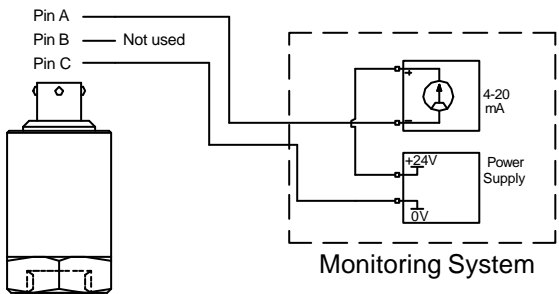 Pin A
Pin B
Not used
Pin C
+
4-20
mA
−
+24V
Power
Supply
0V
Monitoring System